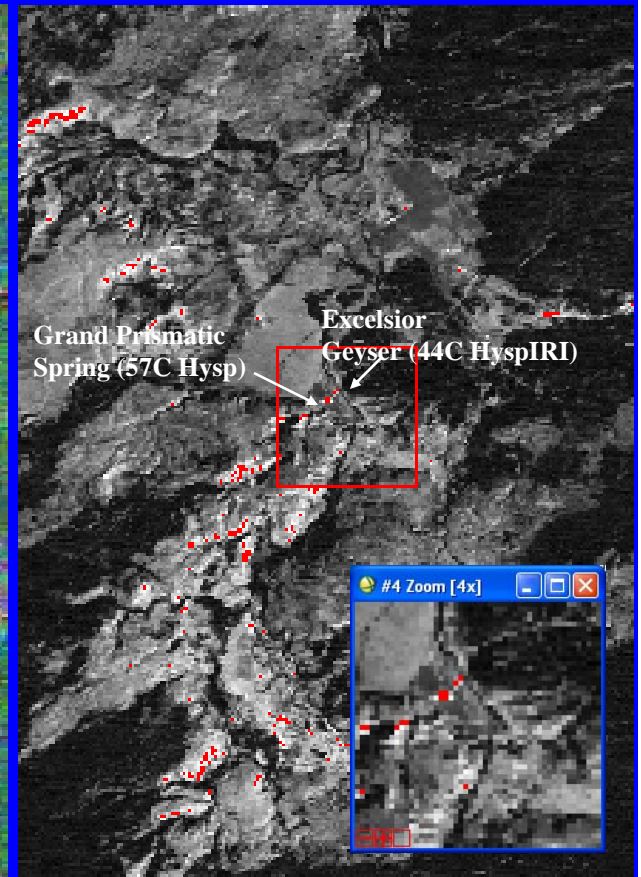 Grand Prismatic
Spring (57C Hysp)
Excelsior
Geyser (44C HyspIRI)
#4 Zoom [4x]